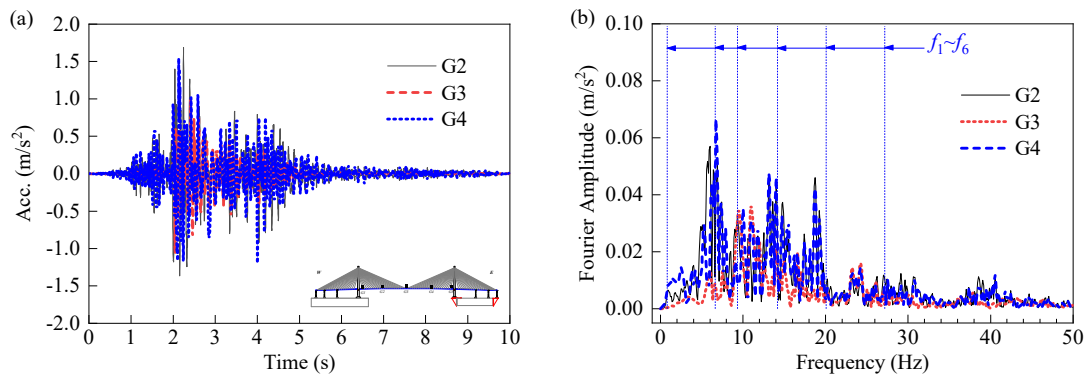 (a)
2.0
1.5
1.0
0.5
0.0
-0.5
-1.0
-1.5
-2.0
Acc. (m/s²)
G2
G3
G4
0 1 2 3 4 5 6 7 8 9 10
Time (s)
(b)
0.10
0.08
0.06
0.04
0.02
0.00
Fourier Amplitude (m/s²)
f₁~f₆
G2
G3
G4
0 10 20 30 40 50
Frequency (Hz)